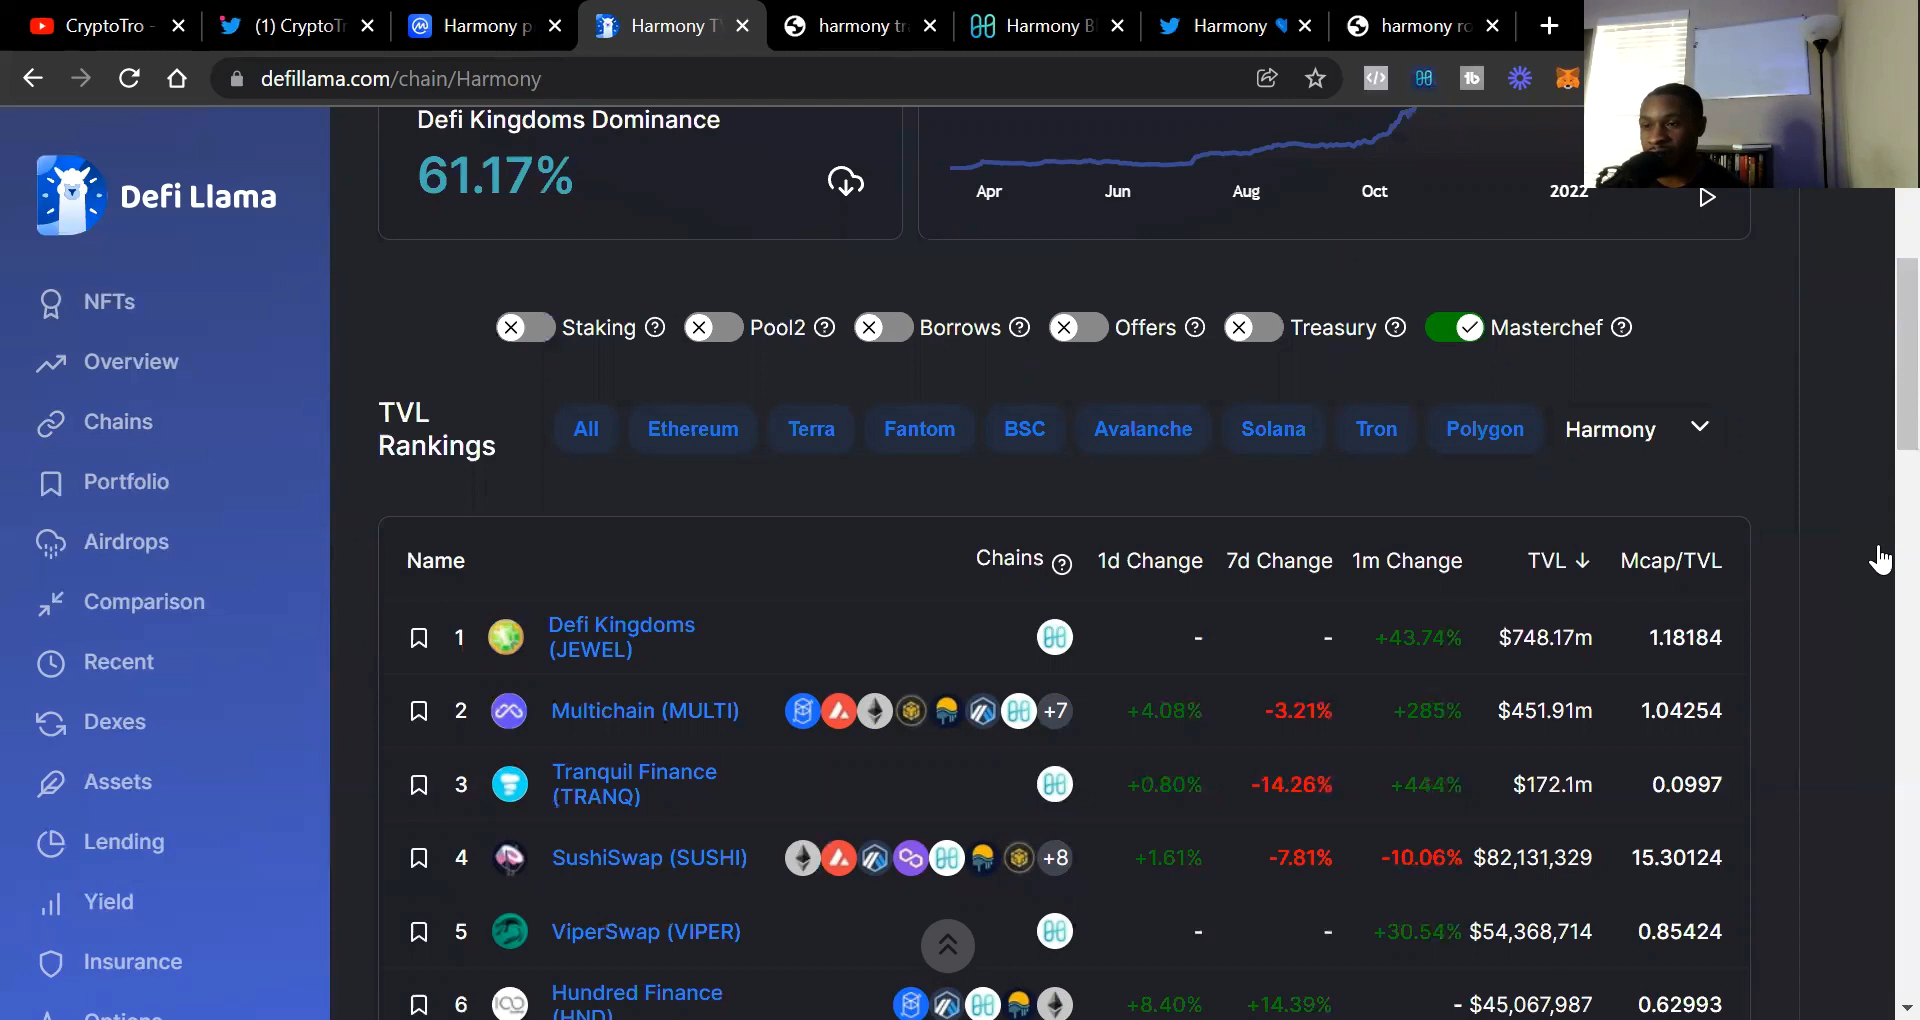 CryptoTro -
(1) CryptoTr
Harmony p
Harmony T
harmony tr
Harmony B
Harmony
harmony ro
defillama.com/chain/Harmony
Defi Llama
NFTs
Overview
Chains
Portfolio
Airdrops
Comparison
Recent
Dexes
Assets
Lending
Yield
Insurance
Defi Kingdoms Dominance
61.17%
Apr Jun Aug Oct 2022
Staking Pool2 Borrows Offers Treasury Masterchef
TVL
Rankings
All Ethereum Terra Fantom BSC Avalanche Solana Tron Polygon Harmony
Name Chains 1d Change 7d Change 1m Change TVL ↓ Mcap/TVL
1 Defi Kingdoms
(JEWEL)
- - +43.74% $748.17m 1.18184
2 Multichain (MULTI) +7 +4.08% -3.21% +285% $451.91m 1.04254
3 Tranquil Finance
(TRANQ)
+0.80% -14.26% +444% $172.1m 0.0997
4 SushiSwap (SUSHI) +8 +1.61% -7.81% -10.06% $82,131,329 15.30124
5 ViperSwap (VIPER) - - +30.54% $54,368,714 0.85424
6 Hundred Finance
(HND)
+8.40% +14.39% - $45,067,987 0.62993